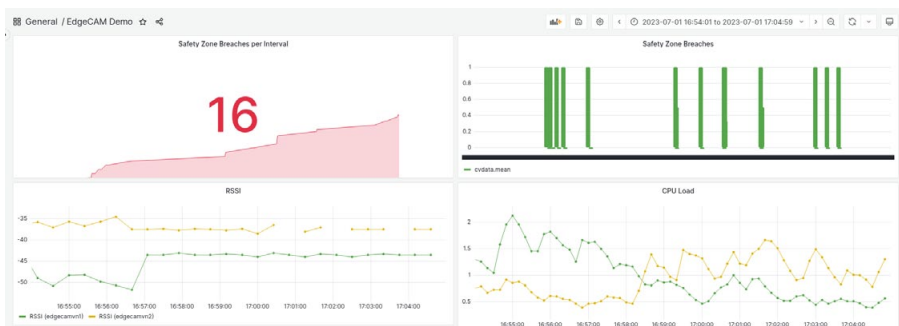 General / EdgeCAM Demo
2023-07-01 16:54:01 to 2023-07-01 17:04:59
Safety Zone Breaches per Interval
16
Safety Zone Breaches
1
0.8
0.6
0.4
0.2
0
cvdata.mean
RSSI
-35
-40
-45
-50
16:55:00 16:56:00 16:57:00 16:58:00 16:59:00 17:00:00 17:01:00 17:02:00 17:03:00 17:04:00
RSSI (edgecamvn1) RSSI (edgecamvn2)
CPU Load
2
1.5
1
0.5
16:55:00 16:56:00 16:57:00 16:58:00 16:59:00 17:00:00 17:01:00 17:02:00 17:03:00 17:04:00